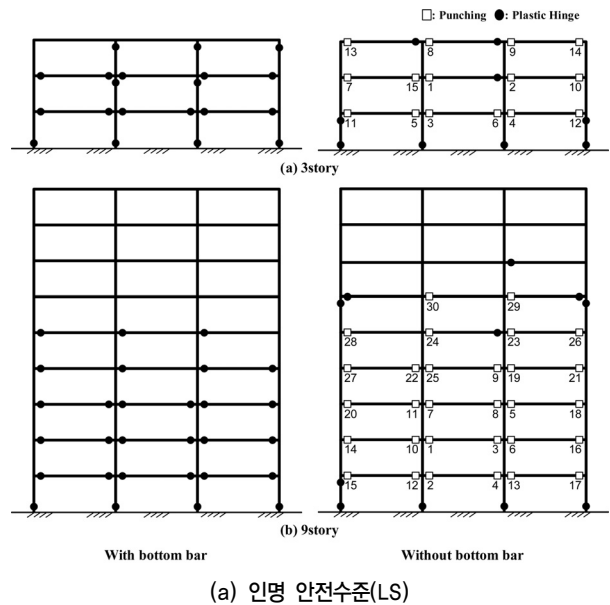 □: Punching ●: Plastic Hinge
13 8 9 14
7 15 1 2 10
11 5 3 6 4 12
(a) 3story
30 29
28 24 23 26
27 22 25 9 19 21
20 11 7 8 5 18
14 10 1 3 6 16
15 12 2 4 13 17
(b) 9story
With bottom bar Without bottom bar
(a) 인명 안전수준(LS)